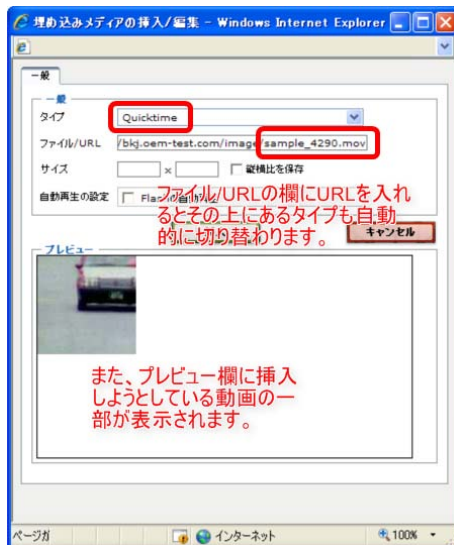 埋め込みメディアの挿入/編集 - Windows Internet Explorer
一般
一般
タイプ Quicktime
ファイル/URL /bkj.oem-test.com/image/sample_4290.mov
サイズ × 縦横比を保存
自動再生の設定 Flash
ファイル/URLの欄にURLを入れ
るとその上にあるタイプも自動
的に切り替わります。
キャンセル
プレビュー
また、プレビュー欄に挿入
しようとしている動画の一
部が表示されます。
ページガ インターネット 100%